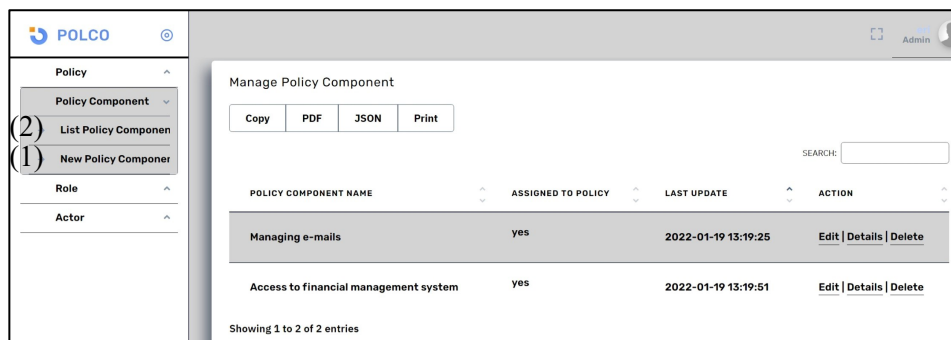 POLCO
Admin
Policy
Policy Component
(2) List Policy Componen
(1) New Policy Componer
Role
Actor
Manage Policy Component
Copy PDF JSON Print
SEARCH:
POLICY COMPONENT NAME ASSIGNED TO POLICY LAST UPDATE ACTION
Managing e-mails yes 2022-01-19 13:19:25 Edit | Details | Delete
Access to financial management system yes 2022-01-19 13:19:51 Edit | Details | Delete
Showing 1 to 2 of 2 entries